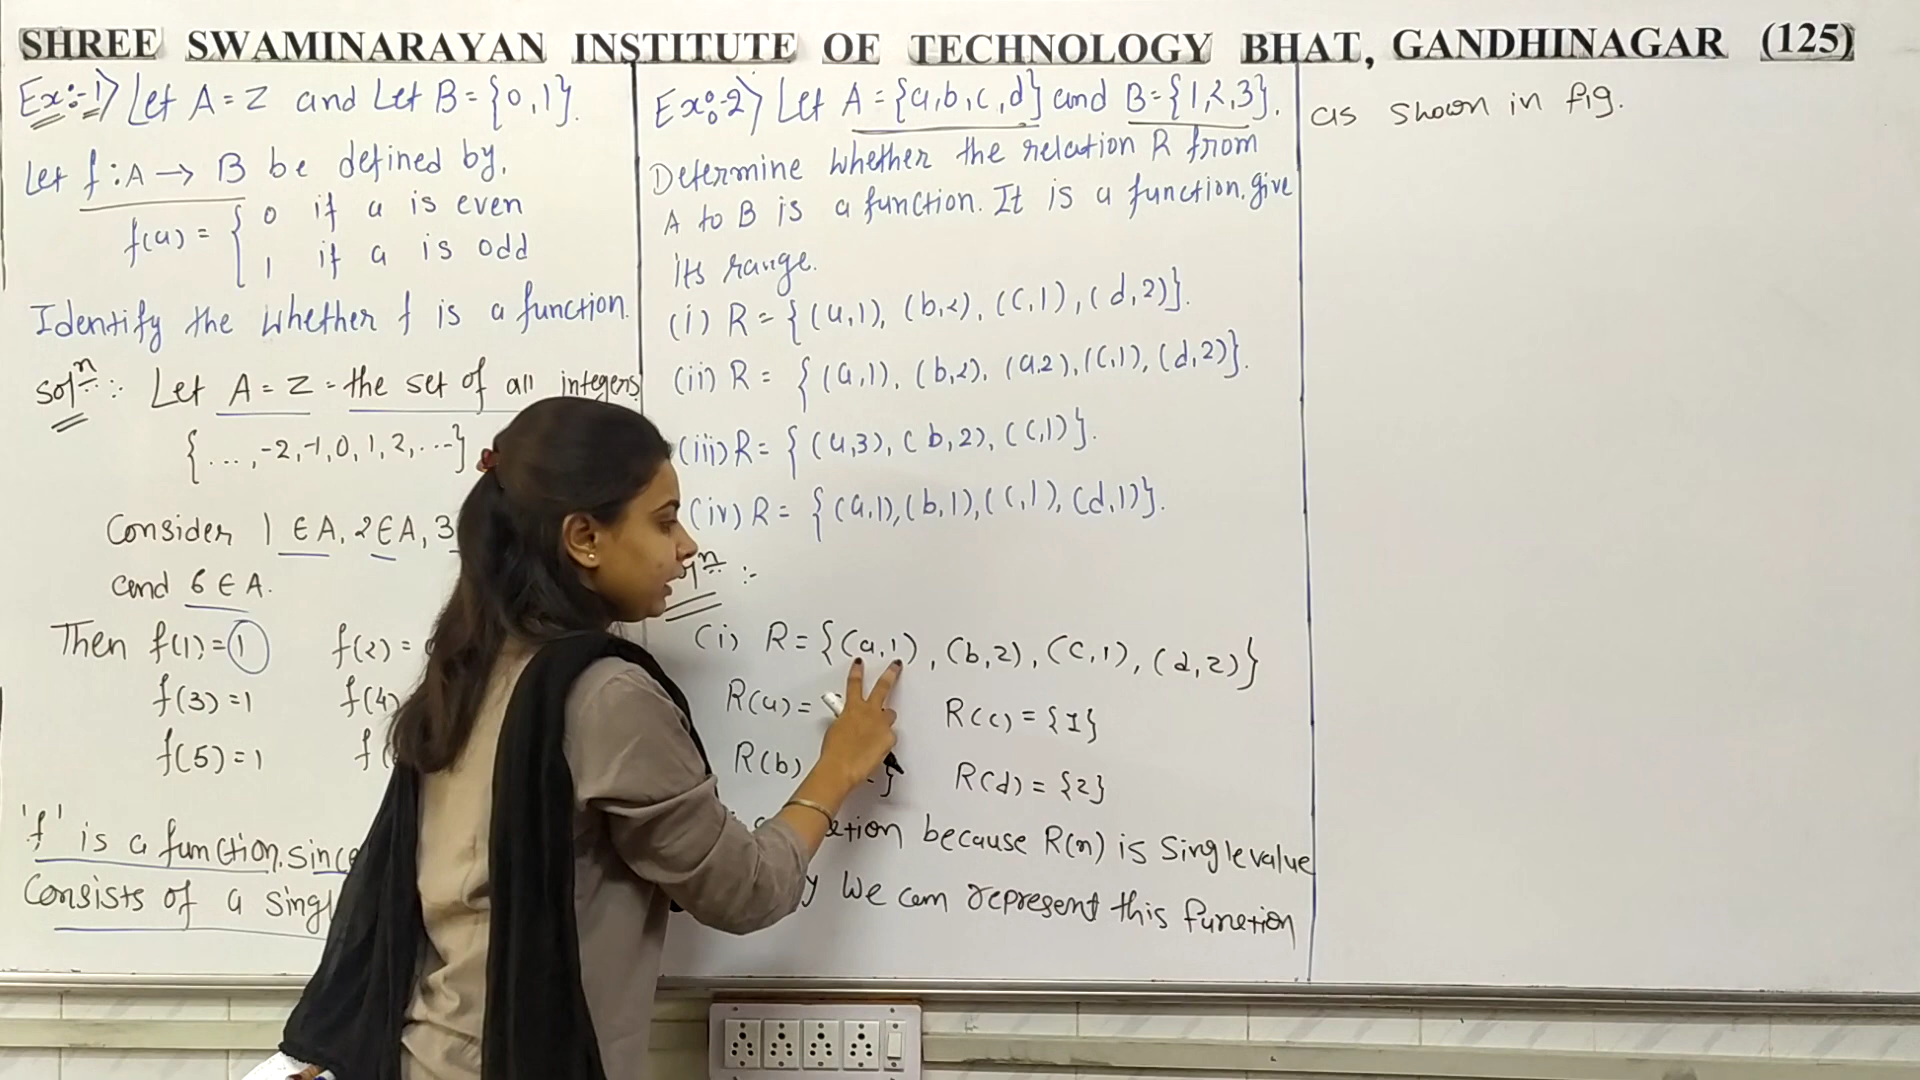 SHREE SWAMINARAYAN INSTITUTE OF TECHNOLOGY BHAT, GANDHINAGAR (125)
Ex:-1) Let A = Z and Let B = {0,1}.
Let f : A → B be defined by,
f(a) = { 0 if a is even
1 if a is odd
Identify the whether f is a function.
Solⁿ :- Let A = Z = the set of all integers
{..., -2, -1, 0, 1, 2, ...}
Consider 1 ∈ A, 2 ∈ A, 3
and 6 ∈ A.
Then f(1) = 1 f(2) =
f(3) = 1 f(4)
f(5) = 1 f(
'f' is a function, since
Consists of a
Ex:-2) Let A = {a,b,c,d} and B = {1,2,3}.
Determine whether the relation R from
A to B is a function. It is a function, give
its range.
(i) R = {(a,1), (b,2), (c,1), (d,2)}.
(ii) R = {(a,1), (b,2), (a,2), (c,1), (d,2)}.
(iii) R = {(a,3), (b,2), (c,1)}.
(iv) R = {(a,1), (b,1), (c,1), (d,1)}.
:-
(i) R = {(a,1), (b,2), (c,1), (d,2)}
R(a) = R(c) = {1}
R(b) } R(d) = {2}
because R(n) is Single value
We can represent this function
as shown in fig.